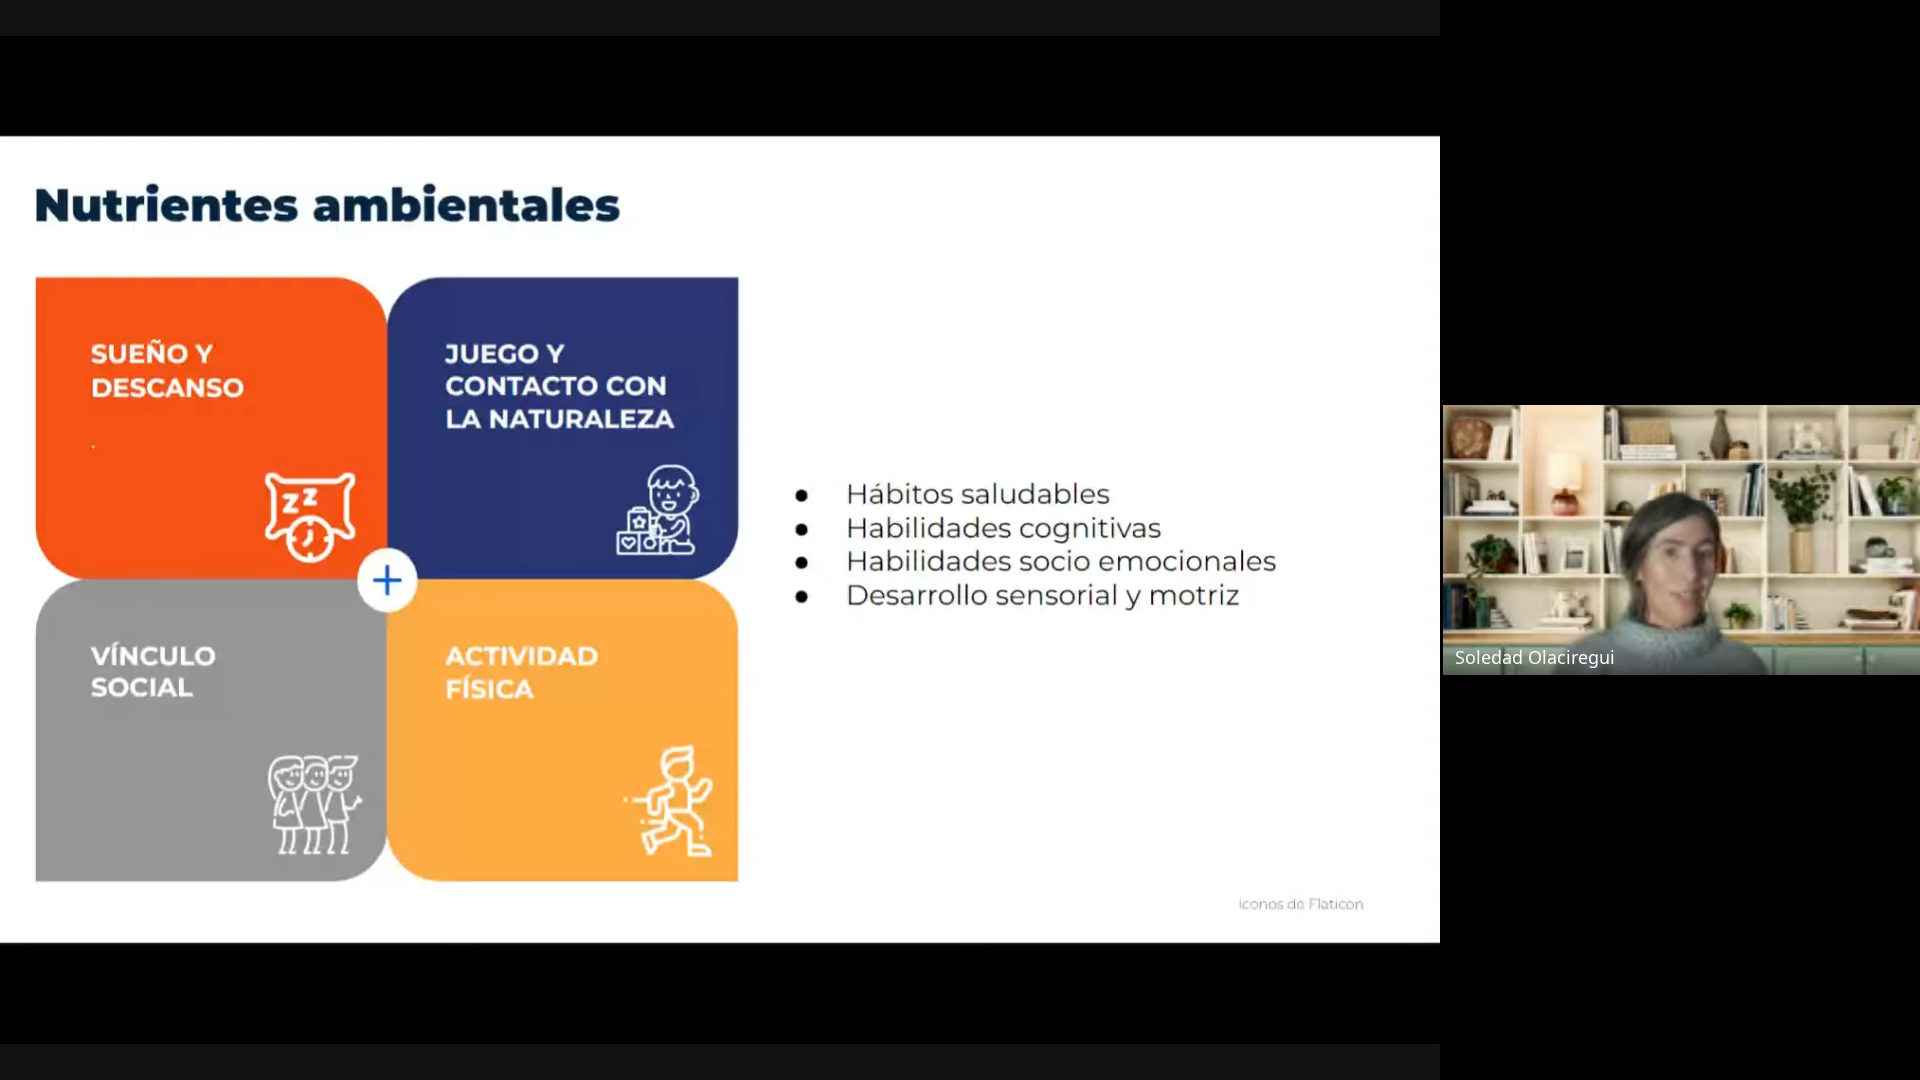 Nutrientes ambientales
SUEÑO Y
DESCANSO
JUEGO Y
CONTACTO CON
LA NATURALEZA
VÍNCULO
SOCIAL
ACTIVIDAD
FÍSICA
● Hábitos saludables
● Habilidades cognitivas
● Habilidades socio emocionales
● Desarrollo sensorial y motriz
Iconos de Flaticon
Soledad Olaciregui